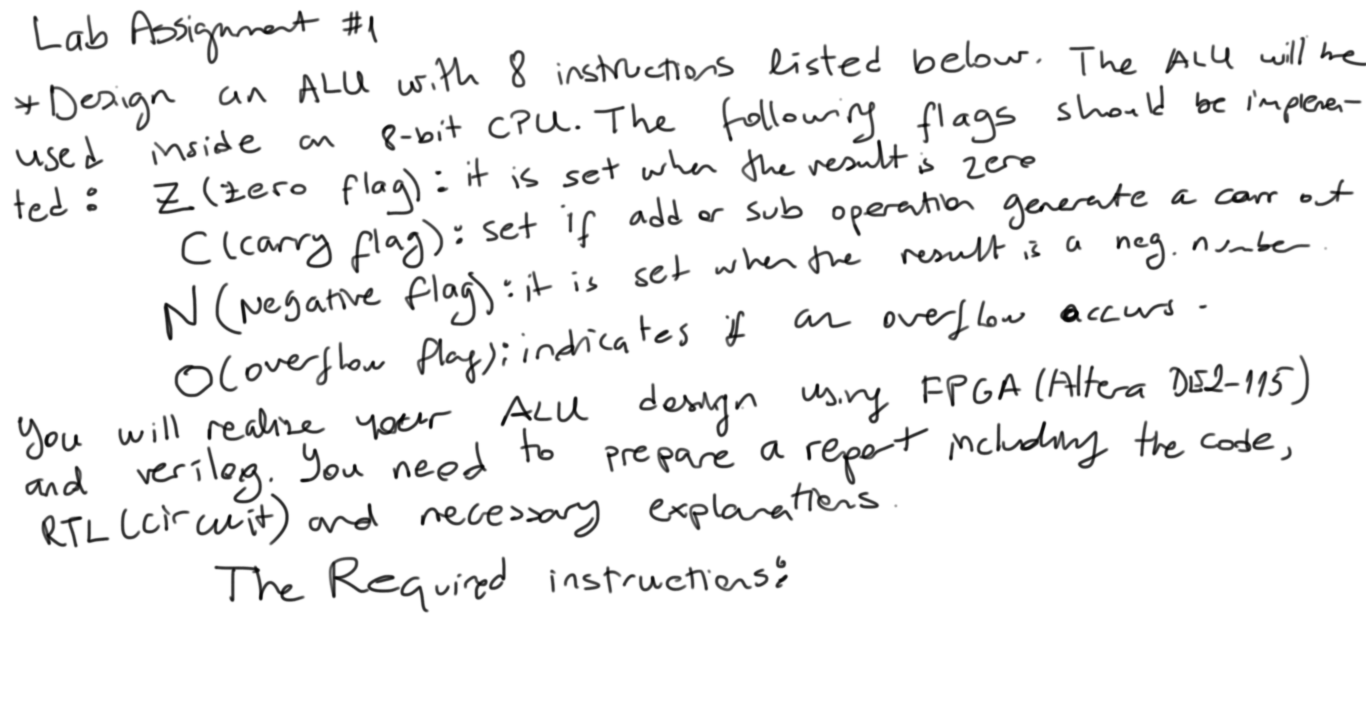 Lab Assignment #1
* Design an ALU with 8 instructions listed below. The ALU will be
used inside an 8-bit CPU. The following flags should be implemen-
ted : Z (zero flag) : it is set when the result is zero
C (carry flag) : set if add or sub operation generate a carr out
N (Negative flag) : it is set when the result is a neg. number.
O (overflow flag) ; indicates if an overflow accurs.
You will realize your ALU design using FPGA (Altera DE2-115)
and verilog. You need to prepare a report including the code,
RTL (circuit) and necessary explanations.
The Required instructions :